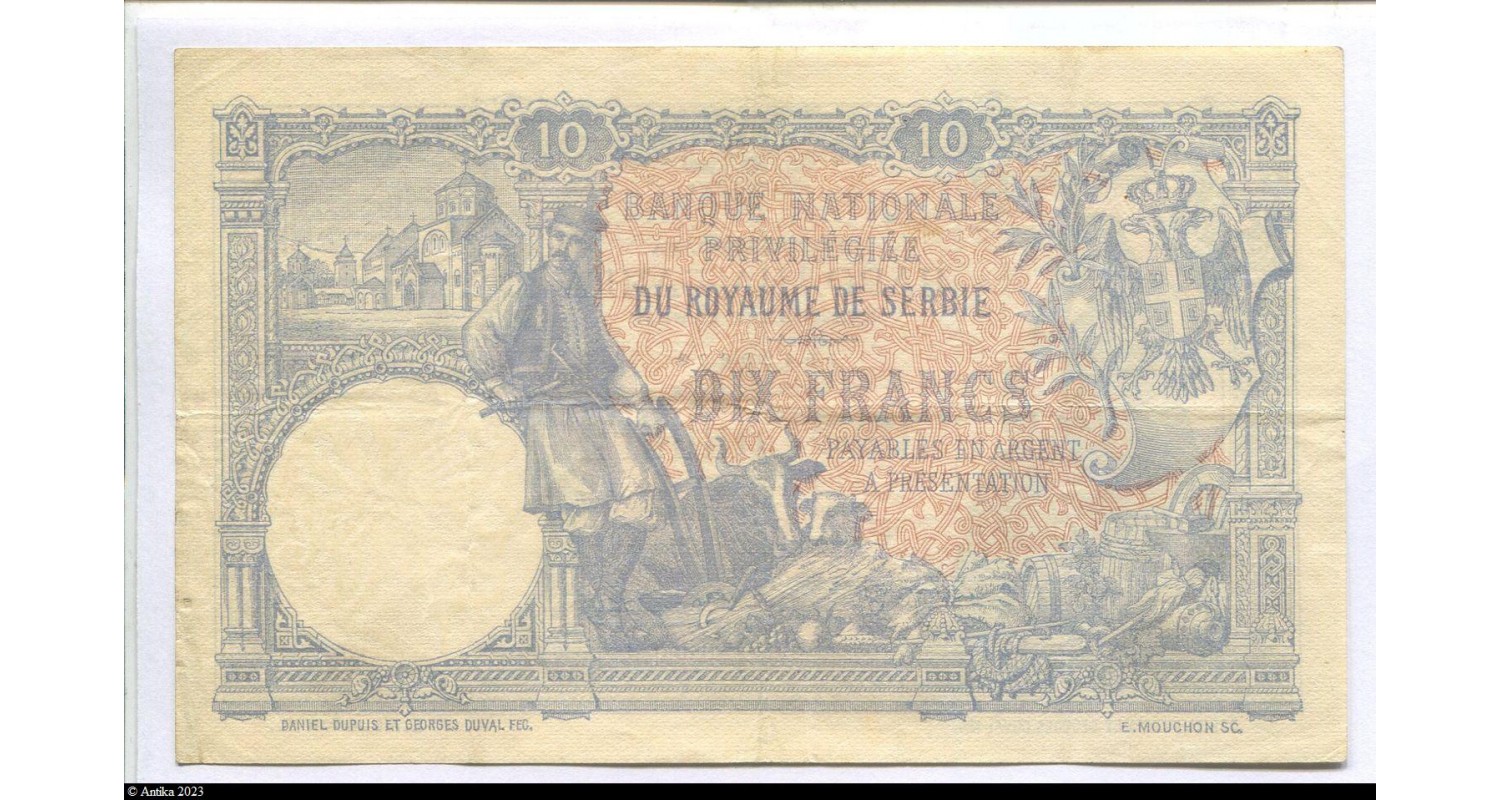 10
10
BANQUE NATIONALE
PRIVILÉGIÉE
DU ROYAUME DE SERBIE
DIX FRANCS
PAYABLES EN ARGENT
A PRÉSENTATION
DANIEL DUPUIS ET GEORGES DUVAL FEC.
E. MOUCHON SC.
© Antika 2023